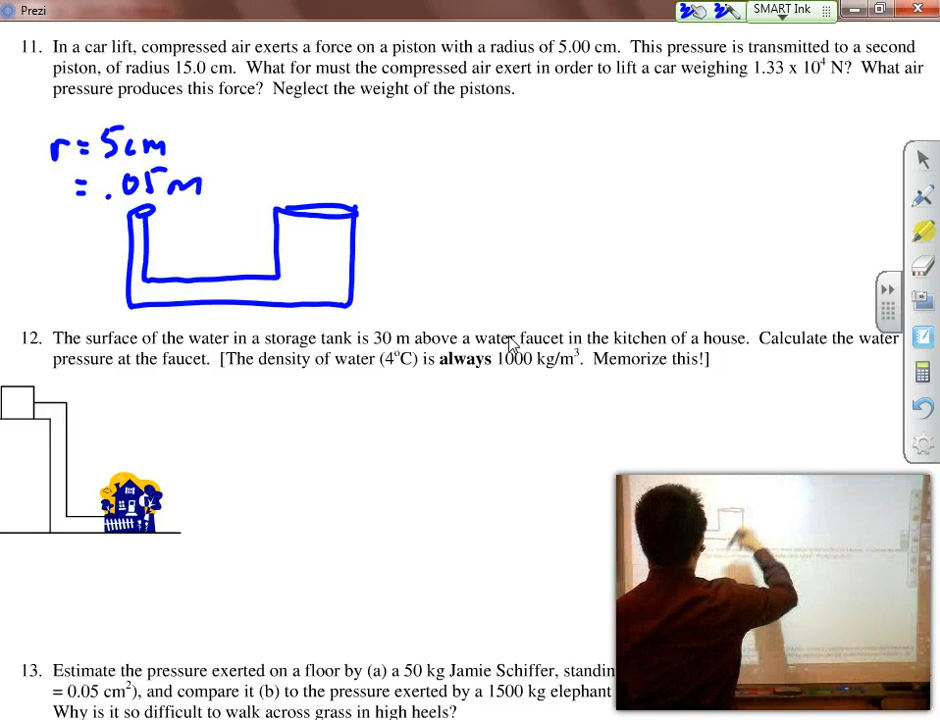 Prezi
SMART Ink
11. In a car lift, compressed air exerts a force on a piston with a radius of 5.00 cm. This pressure is transmitted to a second
piston, of radius 15.0 cm. What for must the compressed air exert in order to lift a car weighing 1.33 x 10⁴ N? What air
pressure produces this force? Neglect the weight of the pistons.
r = 5cm
= .05m
12. The surface of the water in a storage tank is 30 m above a water faucet in the kitchen of a house. Calculate the water
pressure at the faucet. [The density of water (4°C) is always 1000 kg/m³. Memorize this!]
13. Estimate the pressure exerted on a floor by (a) a 50 kg Jamie Schiffer, standin
= 0.05 cm²), and compare it (b) to the pressure exerted by a 1500 kg elephant
Why is it so difficult to walk across grass in high heels?